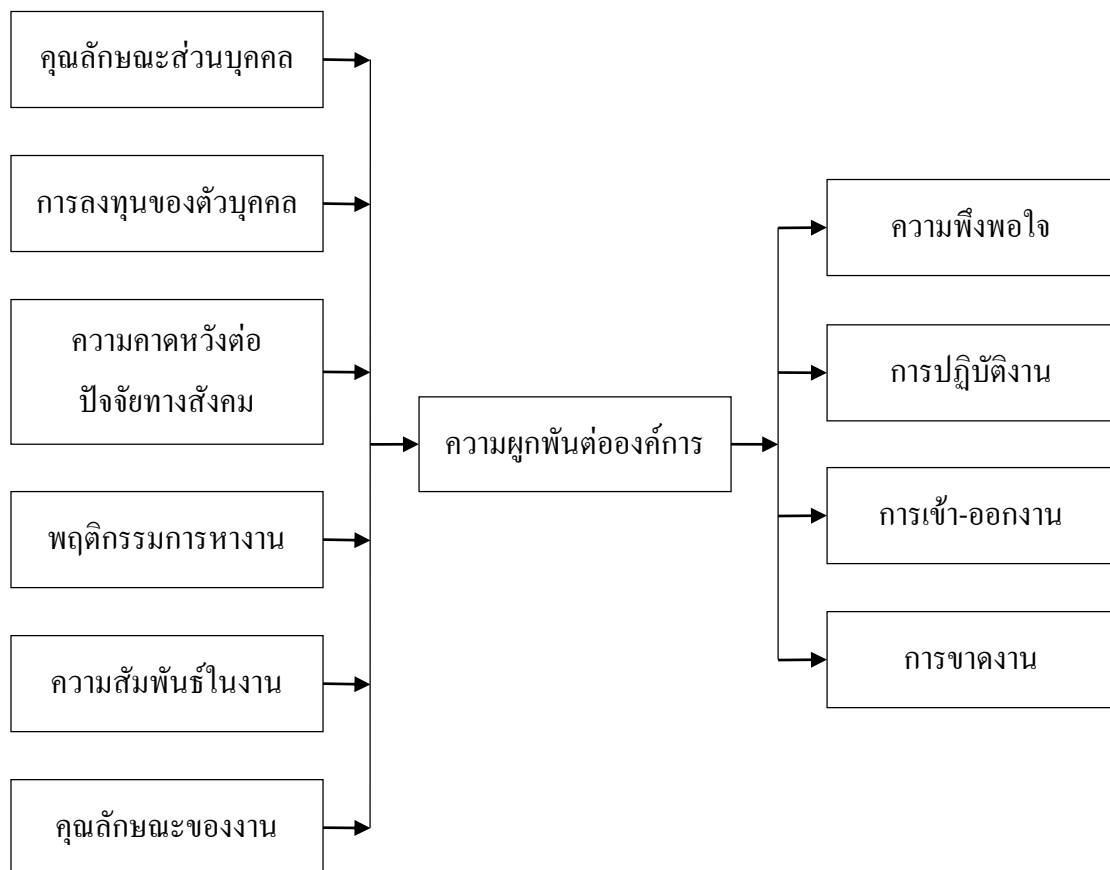 คุณลักษณะส่วนบุคคล
การลงทุนของตัวบุคคล
ความคาดหวังต่อ
ปัจจัยทางสังคม
พฤติกรรมการหางาน
ความสัมพันธ์ในงาน
คุณลักษณะของงาน
ความผูกพันต่อองค์การ
ความพึงพอใจ
การปฏิบัติงาน
การเข้า-ออกงาน
การขาดงาน